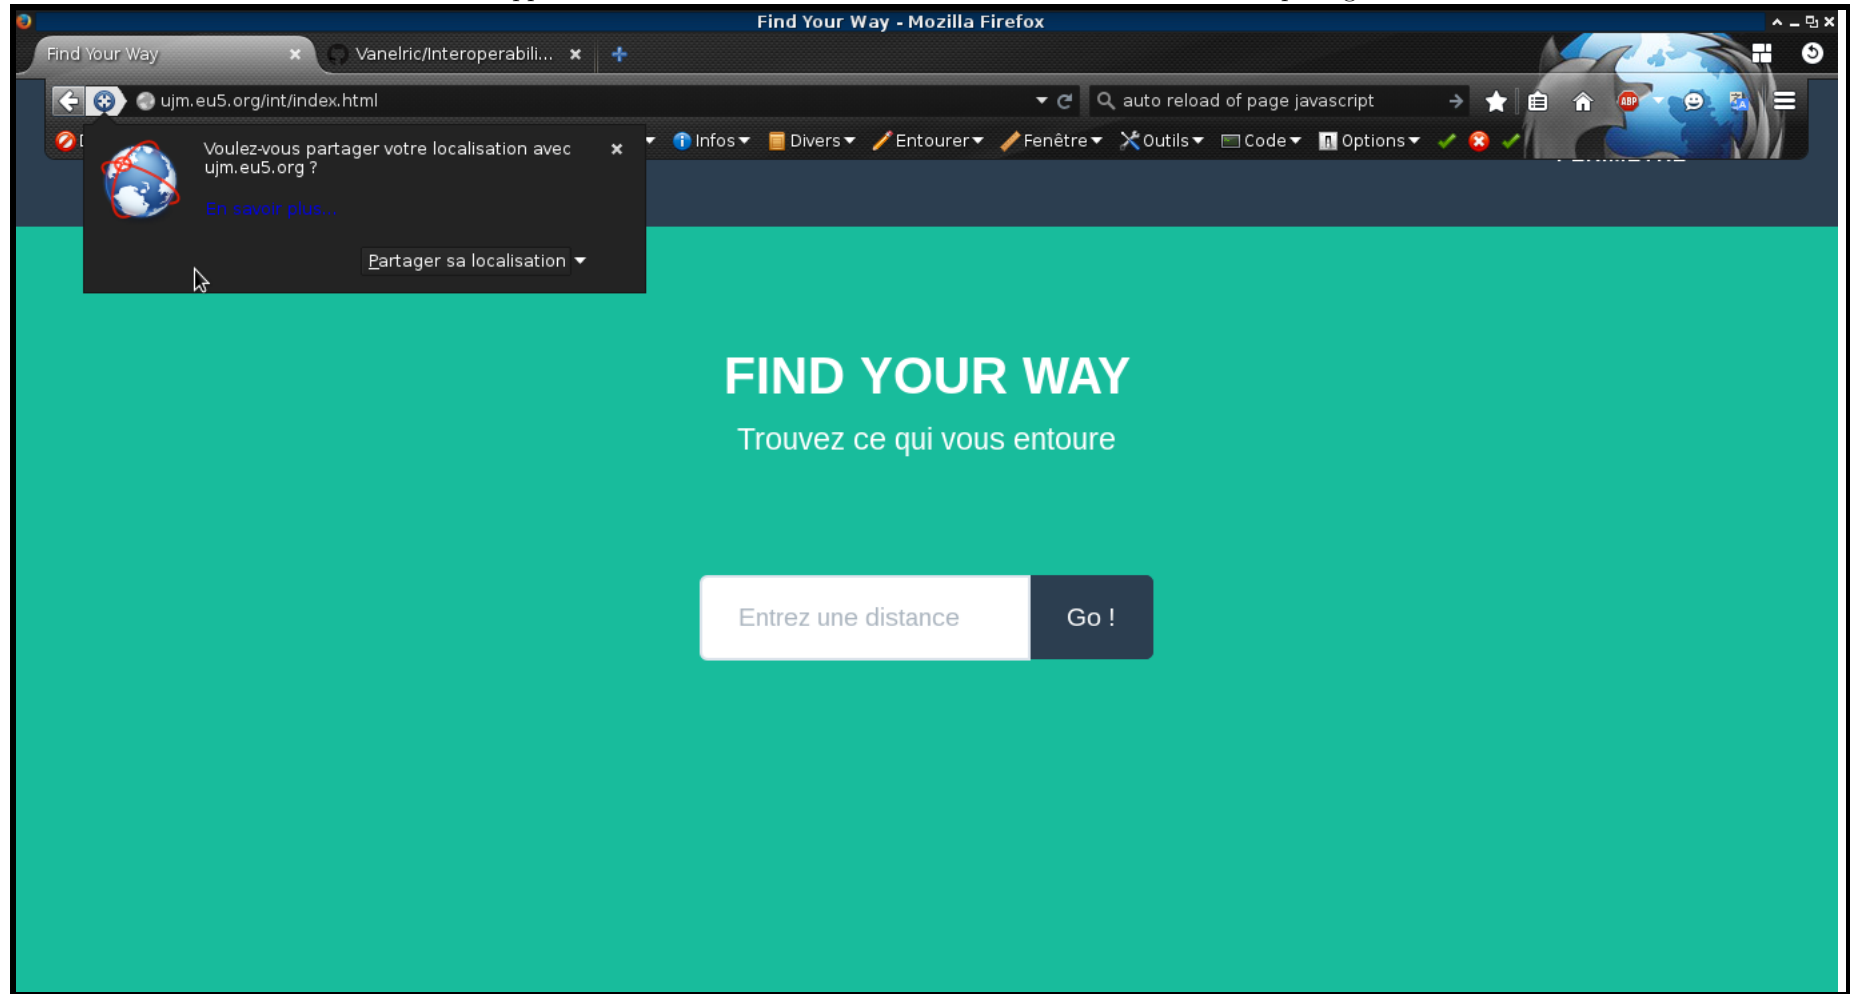 Find Your Way - Mozilla Firefox
Find Your Way
Vanelric/Interoperabili...
ujm.eu5.org/int/index.html
auto reload of page javascript
ABP
Infos
Divers
Entourer
Fenêtre
Outils
Code
Options
Voulez-vous partager votre localisation avec
ujm.eu5.org ?
En savoir plus...
Partager sa localisation
FIND YOUR WAY
Trouvez ce qui vous entoure
Entrez une distance
Go !